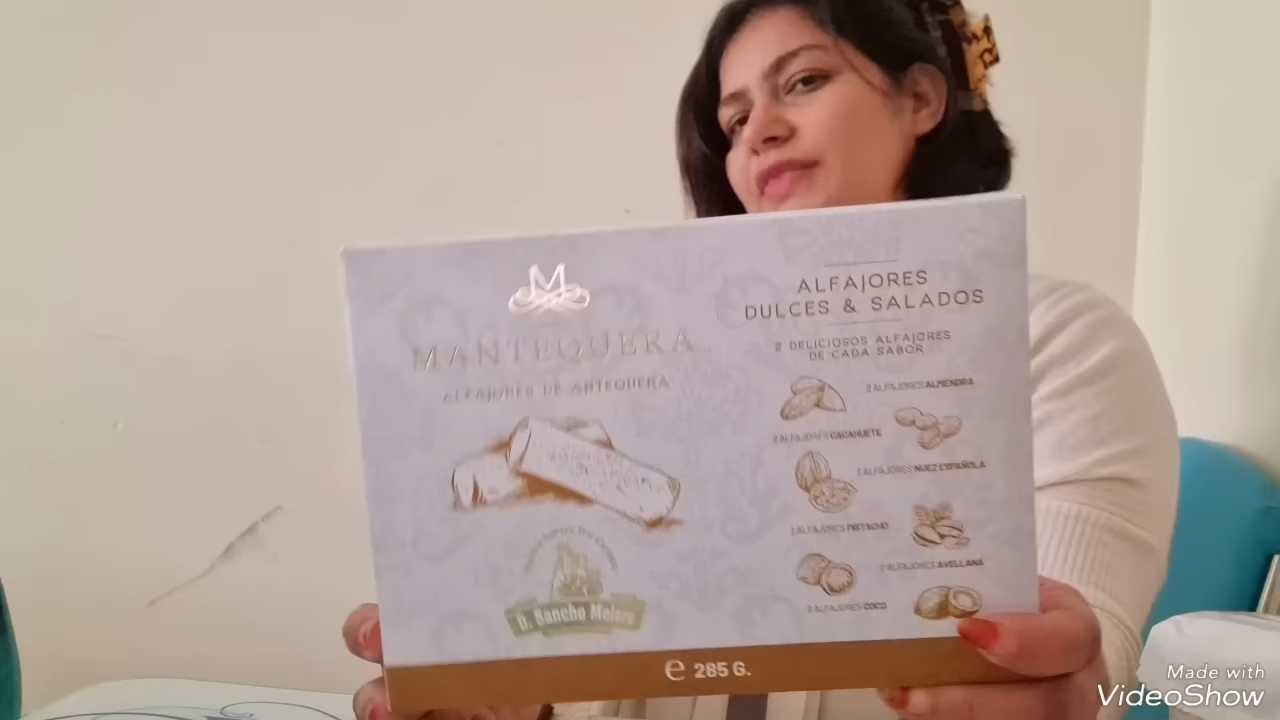 M
MANTEQUERA
ALFAJORES DE ANTEQUERA
D. Sancho Melero
ALFAJORES
DULCES & SALADOS
2 DELICIOSOS ALFAJORES
DE CADA SABOR
2 ALFAJORES ALMENDRA
2 ALFAJORES CACAHUETE
2 ALFAJORES NUEZ ESPAÑOLA
2 ALFAJORES PISTACHO
2 ALFAJORES AVELLANA
2 ALFAJORES COCO
e 285 G.
Made with
VideoShow